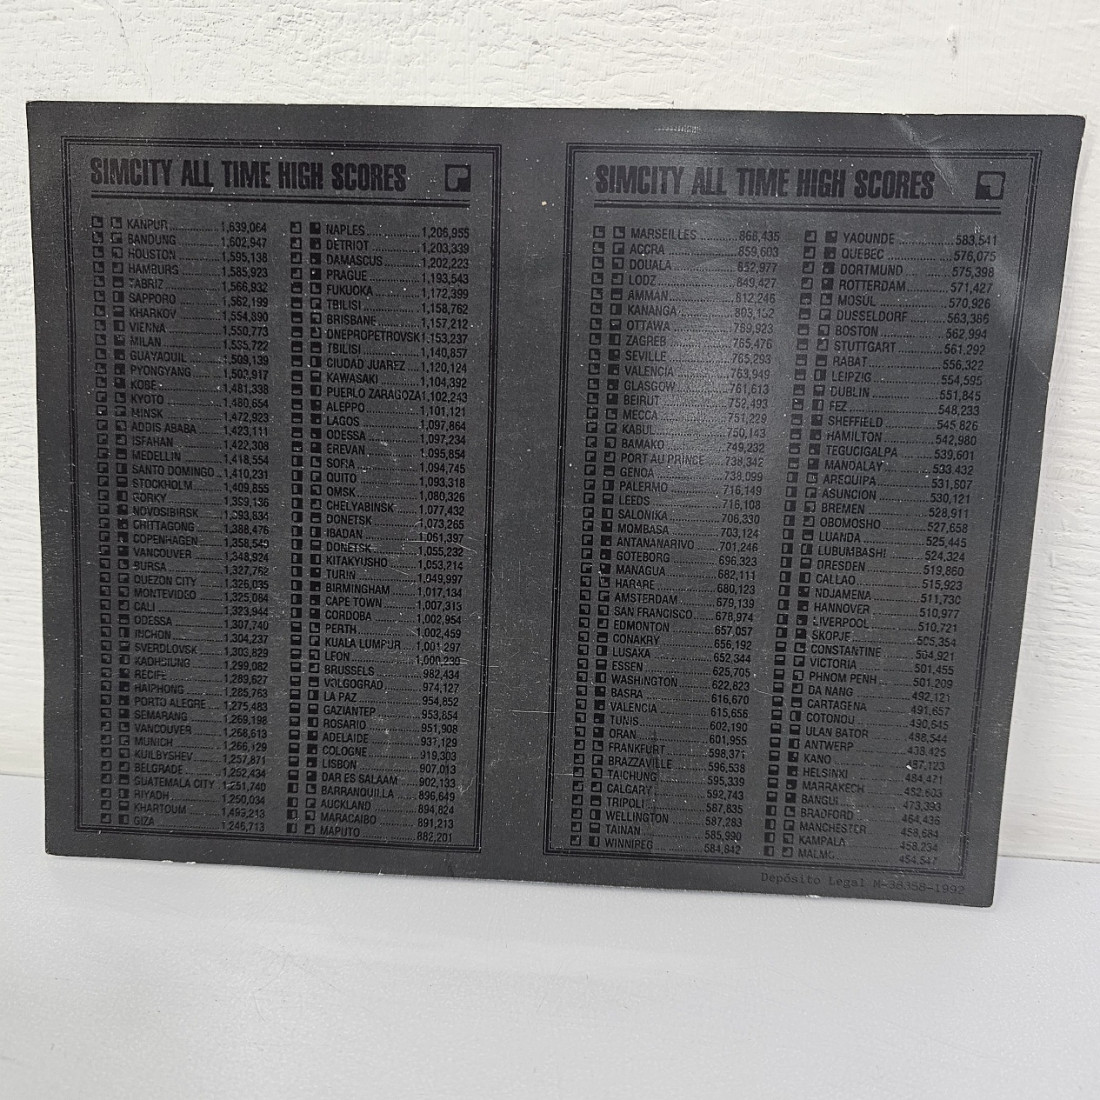 SIMCITY ALL TIME HIGH SCORES
KANPUR 1,639,064
BANDUNG 1,602,947
HOUSTON 1,595,138
HAMBURG 1,585,923
TABRIZ 1,566,932
SAPPORO 1,562,199
KHARKOV 1,554,890
VIENNA 1,550,773
MILAN 1,535,722
GUAYAQUIL 1,509,139
PYONGYANG 1,502,917
KOBE 1,481,338
KYOTO 1,480,654
MINSK 1,472,923
ADDIS ABABA 1,423,111
ISFAHAN 1,422,308
MEDELLIN 1,418,554
SANTO DOMINGO 1,410,231
STOCKHOLM 1,409,855
GORKY 1,399,136
NOVOSIBIRSK 1,393,834
CHITTAGONG 1,388,476
COPENHAGEN 1,358,540
VANCOUVER 1,348,924
BURSA 1,327,762
QUEZON CITY 1,326,035
MONTEVIDEO 1,325,084
CALI 1,323,944
ODESSA 1,307,740
INCHON 1,304,237
SVERDLOVSK 1,303,829
KAOHSIUNG 1,299,082
RECIFE 1,289,627
HAIPHONG 1,285,763
PORTO ALEGRE 1,275,483
SEMARANG 1,269,198
VANCOUVER 1,268,613
MUNICH 1,266,129
KUILBYSHEV 1,257,871
BELGRADE 1,252,434
GUATEMALA CITY 1,251,740
RIYADH 1,250,034
KHARTOUM 1,499,213
GIZA 1,246,713
NAPLES 1,206,955
DETRIOT 1,203,339
DAMASCUS 1,202,223
PRAGUE 1,193,543
FUKUOKA 1,172,399
TBILISI 1,158,762
BRISBANE 1,157,212
DNEPROPETROVSK 1,153,237
TBILISI 1,140,857
CIUDAD JUAREZ 1,120,124
KAWASAKI 1,104,392
PUERLO ZARAGOZA 1,102,243
ALEPPO 1,101,121
LAGOS 1,097,864
ODESSA 1,097,234
EREVAN 1,095,854
SOFIA 1,094,745
QUITO 1,093,318
OMSK 1,080,326
CHELYABINSK 1,077,432
DONETSK 1,073,265
IBADAN 1,061,397
DONETSK 1,055,232
KITAKYUSHO 1,053,214
TURIN 1,049,997
BIRMINGHAM 1,017,134
CAPE TOWN 1,007,313
CORDOBA 1,002,954
PERTH 1,002,459
KUALA LUMPUR 1,001,297
LEON 1,000,230
BRUSSELS 982,434
VOLGOGRAD 974,127
LA PAZ 954,852
GAZIANTEP 953,854
ROSARIO 951,908
ADELAIDE 937,129
COLOGNE 919,303
LISBON 907,013
DAR ES SALAAM 902,133
BARRANQUILLA 896,649
AUCKLAND 894,824
MARACAIBO 891,213
MAPUTO 882,201
SIMCITY ALL TIME HIGH SCORES
MARSEILLES 868,435
ACCRA 859,603
DOUALA 852,977
LODZ 849,427
AMMAN 812,246
KANANGA 803,132
OTTAWA 789,923
ZAGREB 765,476
SEVILLE 765,293
VALENCIA 763,949
GLASGOW 761,613
BEIRUT 752,493
MECCA 751,229
KABUL 750,143
BAMAKO 749,232
PORT AU PRINCE 738,342
GENOA 738,099
PALERMO 716,149
LEEDS 716,108
SALONIKA 706,330
MOMBASA 703,124
ANTANANARIVO 701,246
GOTEBORG 696,323
MANAGUA 682,111
HARARE 680,123
AMSTERDAM 679,139
SAN FRANCISCO 678,974
EDMONTON 657,057
CONAKRY 656,192
LUSAXA 652,344
ESSEN 625,705
WASHINGTON 622,823
BASRA 616,670
VALENCIA 615,656
TUNIS 602,190
ORAN 601,955
FRANKFURT 598,371
BRAZZAVILLE 596,538
TAICHUNG 595,339
CALGARY 592,743
TRIPOLI 587,835
WELLINGTON 587,283
TAINAN 585,990
WINNIPEG 584,842
YAOUNDE 583,541
QUEBEC 576,075
DORTMUND 575,398
ROTTERDAM 571,427
MOSUL 570,926
DUSSELDORF 563,386
BOSTON 562,994
STUTTGART 561,292
RABAT 556,322
LEIPZIG 554,595
DUBLIN 551,845
FEZ 548,233
SHEFFIELD 545,826
HAMILTON 542,980
TEGUCIGALPA 539,601
MANOALAY 533,432
AREQUIPA 531,607
ASUNCION 530,121
BREMEN 528,911
OBOMOSHO 527,658
LUANDA 525,445
LUBUMBASHI 524,324
DRESDEN 519,860
CALLAO 515,923
NDJAMENA 511,730
HANNOVER 510,977
LIVERPOOL 510,721
SKOPJE 505,354
CONSTANTINE 504,921
VICTORIA 501,455
PHNOM PENH 501,209
DA NANG 492,121
CARTAGENA 491,657
COTONOU 490,645
ULAN BATOR 488,544
ANTWERP 438,425
KANO 487,123
HELSINKI 484,421
MARRAKECH 482,603
BANGUI 473,393
BRADFORD 464,436
MANCHESTER 458,684
KAMPALA 458,234
MALMO 454,547
Depósito Legal M-38358-1992